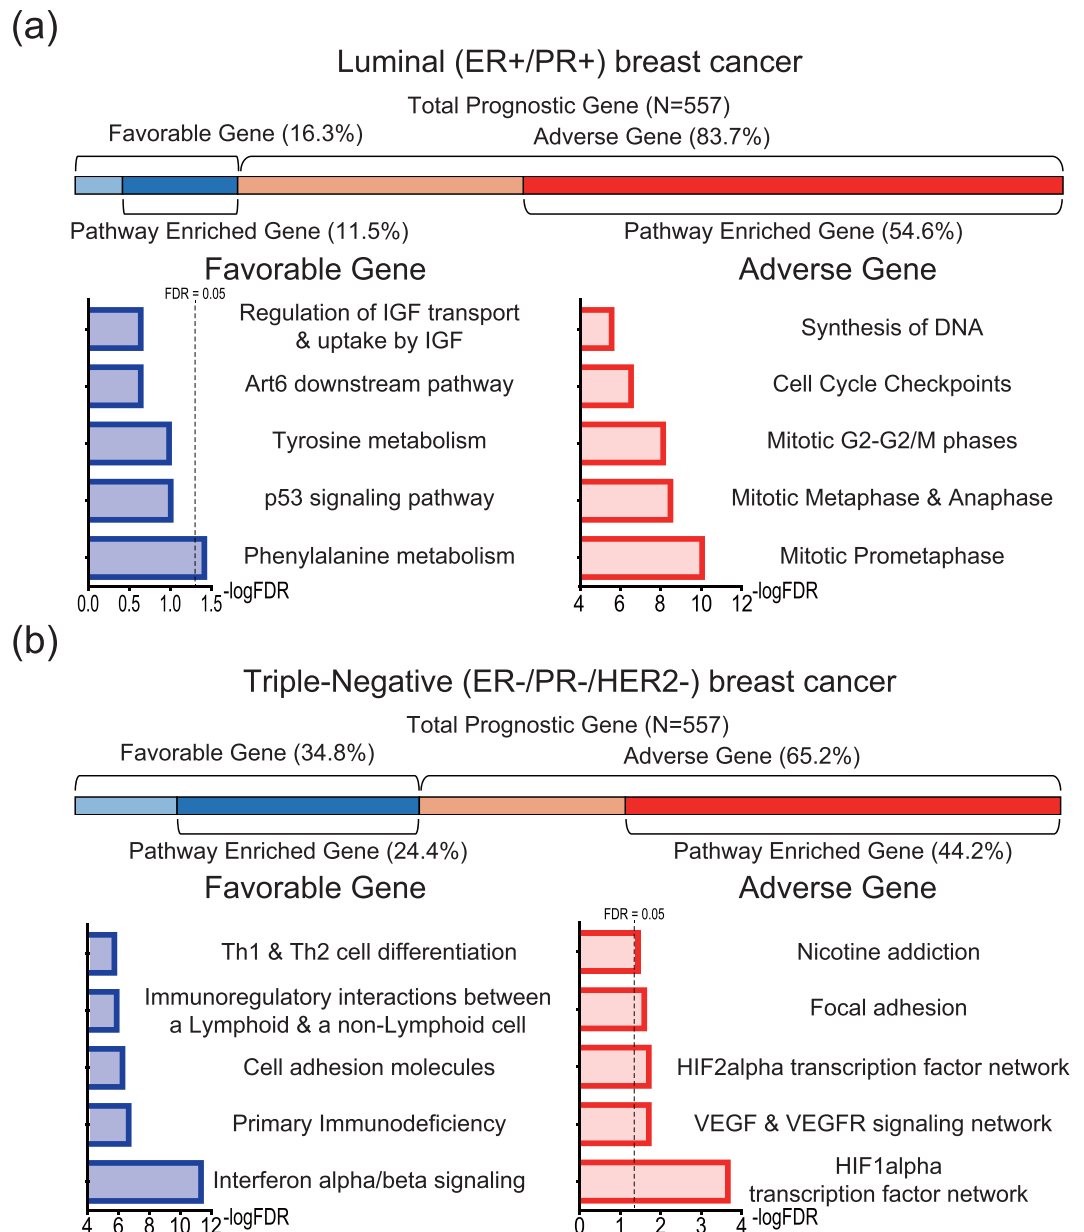 (a)
Luminal (ER+/PR+) breast cancer
Total Prognostic Gene (N=557)
Favorable Gene (16.3%)
Adverse Gene (83.7%)
Pathway Enriched Gene (11.5%)
Pathway Enriched Gene (54.6%)
Favorable Gene
FDR = 0.05
Regulation of IGF transport
& uptake by IGF
Art6 downstream pathway
Tyrosine metabolism
p53 signaling pathway
Phenylalanine metabolism
0.0 0.5 1.0 1.5 -logFDR
Adverse Gene
Synthesis of DNA
Cell Cycle Checkpoints
Mitotic G2-G2/M phases
Mitotic Metaphase & Anaphase
Mitotic Prometaphase
4 6 8 10 12 -logFDR
(b)
Triple-Negative (ER-/PR-/HER2-) breast cancer
Total Prognostic Gene (N=557)
Favorable Gene (34.8%)
Adverse Gene (65.2%)
Pathway Enriched Gene (24.4%)
Pathway Enriched Gene (44.2%)
Favorable Gene
Th1 & Th2 cell differentiation
Immunoregulatory interactions between
a Lymphoid & a non-Lymphoid cell
Cell adhesion molecules
Primary Immunodeficiency
Interferon alpha/beta signaling
4 6 8 10 12 -logFDR
Adverse Gene
FDR = 0.05
Nicotine addiction
Focal adhesion
HIF2alpha transcription factor network
VEGF & VEGFR signaling network
HIF1alpha
transcription factor network
0 1 2 3 4 -logFDR